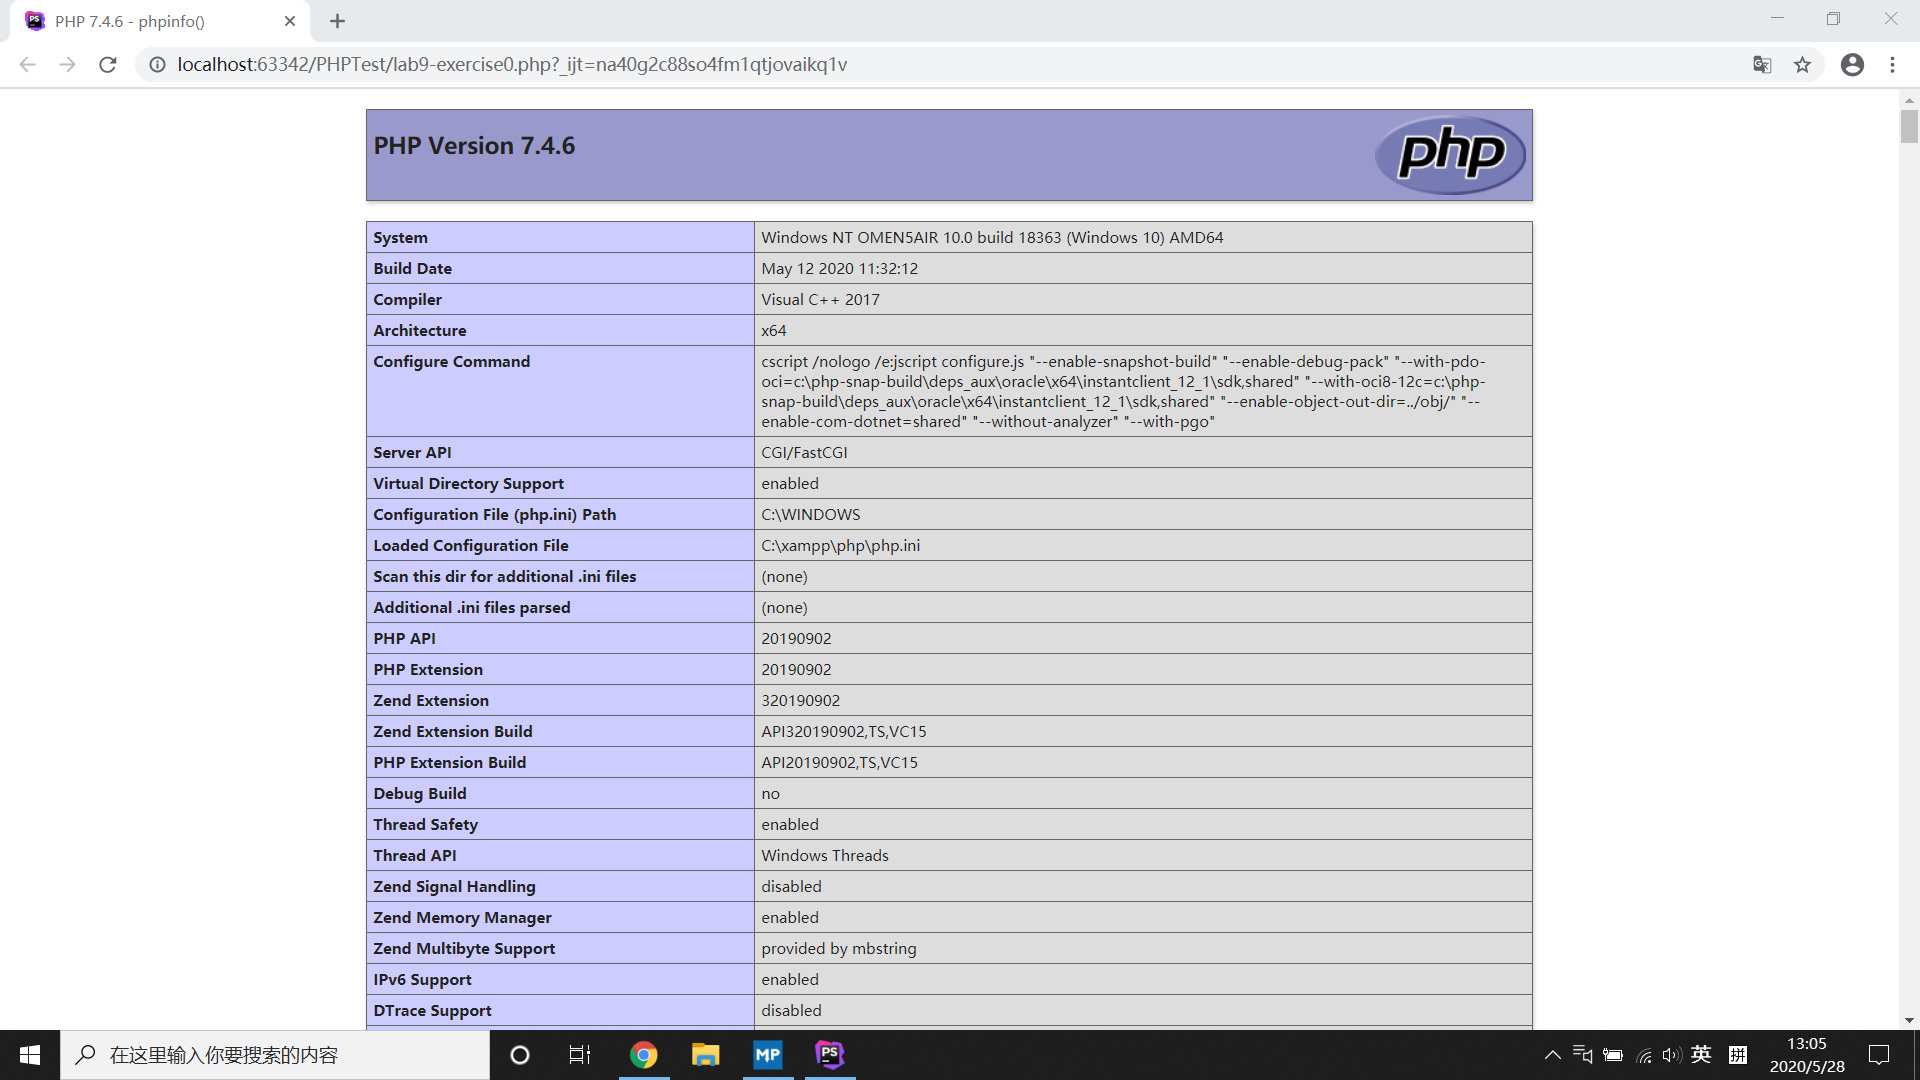 PHP 7.4.6 - phpinfo()
localhost:63342/PHPTest/lab9-exercise0.php?_ijt=na40g2c88so4fm1qtjovaikq1v
PHP Version 7.4.6
php
System Windows NT OMEN5AIR 10.0 build 18363 (Windows 10) AMD64
Build Date May 12 2020 11:32:12
Compiler Visual C++ 2017
Architecture x64
Configure Command cscript /nologo /e:jscript configure.js "--enable-snapshot-build" "--enable-debug-pack" "--with-pdo-
oci=c:\php-snap-build\deps_aux\oracle\x64\instantclient_12_1\sdk,shared" "--with-oci8-12c=c:\php-
snap-build\deps_aux\oracle\x64\instantclient_12_1\sdk,shared" "--enable-object-out-dir=../obj/" "--
enable-com-dotnet=shared" "--without-analyzer" "--with-pgo"
Server API CGI/FastCGI
Virtual Directory Support enabled
Configuration File (php.ini) Path C:\WINDOWS
Loaded Configuration File C:\xampp\php\php.ini
Scan this dir for additional .ini files (none)
Additional .ini files parsed (none)
PHP API 20190902
PHP Extension 20190902
Zend Extension 320190902
Zend Extension Build API320190902,TS,VC15
PHP Extension Build API20190902,TS,VC15
Debug Build no
Thread Safety enabled
Thread API Windows Threads
Zend Signal Handling disabled
Zend Memory Manager enabled
Zend Multibyte Support provided by mbstring
IPv6 Support enabled
DTrace Support disabled
在这里输入你要搜索的内容
MP
PS
英
拼
13:05
2020/5/28